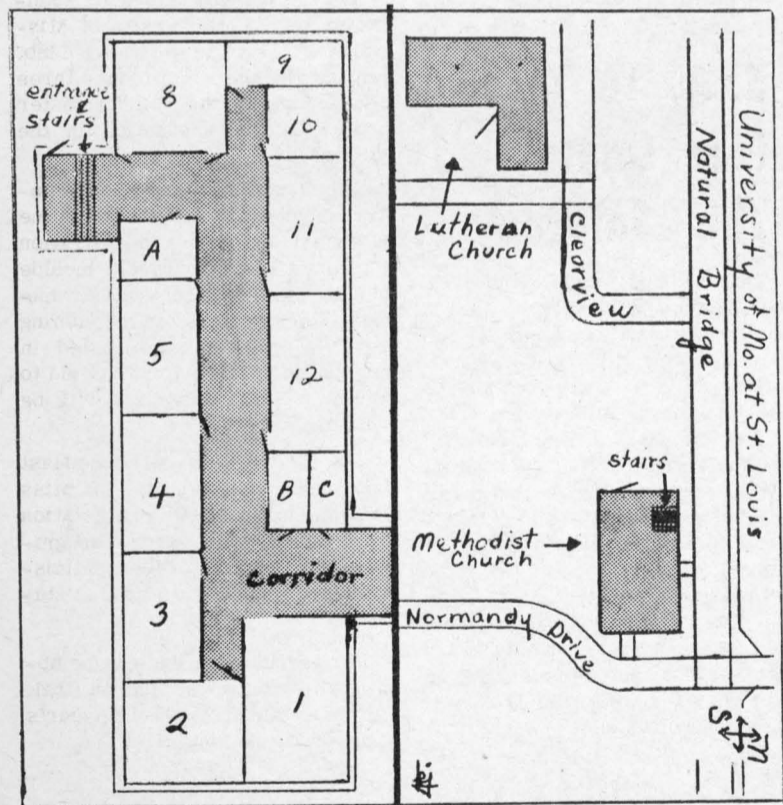 entrance
stairs
8
9
10
A
11
5
12
4
B
C
Corridor
3
2
1
Lutheran
Church
Clearview
Natural Bridge
University of Mo. at St. Louis
stairs
Methodist
Church
Normandy
Drive
S
N
ej